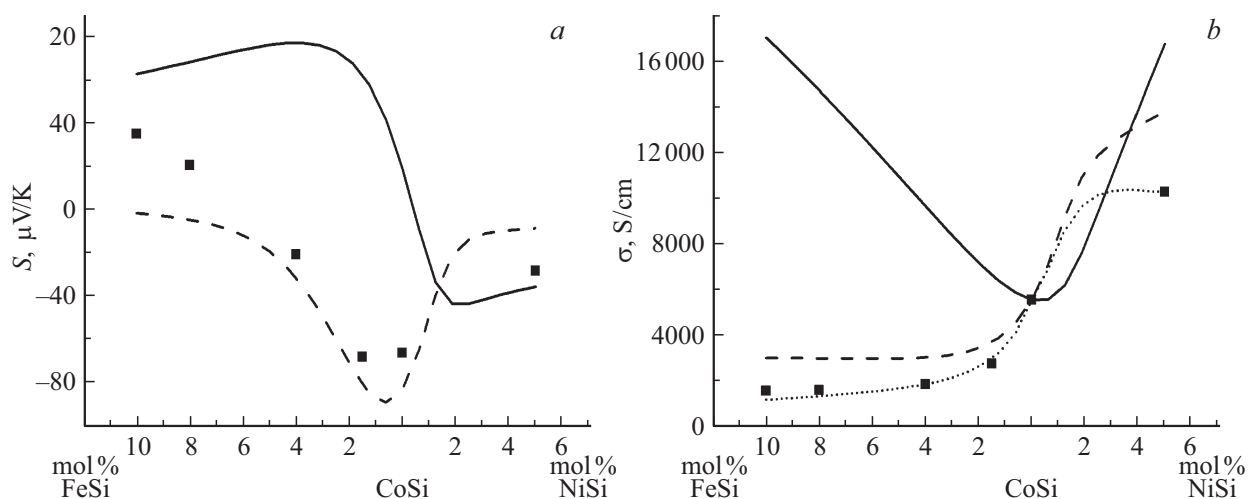 a
20
40
0
–40
–80
S, μV/K
10 8 6 4 2 2 4 6
mol% mol%
FeSi CoSi NiSi
b
16 000
12 000
8000
4000
0
σ, S/cm
10 8 6 4 2 2 4 6
mol% mol%
FeSi CoSi NiSi